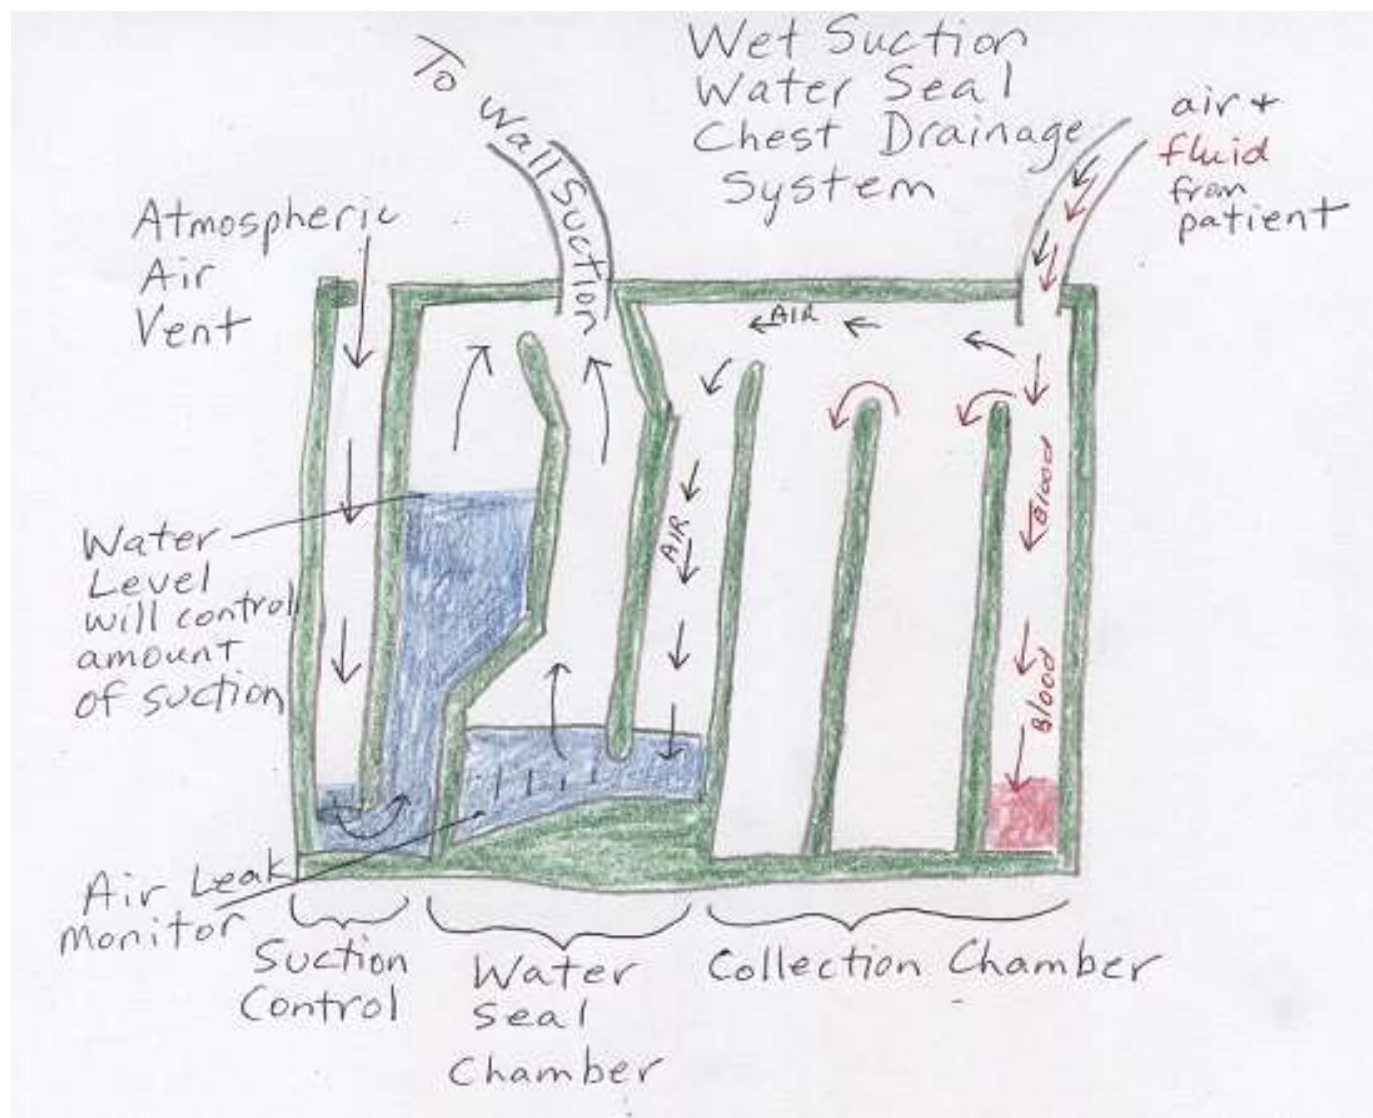 Wet Suction
Water Seal
Chest Drainage
System
To Wall Suction
air +
fluid
from
patient
Atmospheric
Air
Vent
AIR
AIR
Blood
Blood
Water
Level
will control
amount
of suction
Air Leak
monitor
Suction
Control
Water
Seal
Chamber
Collection Chamber